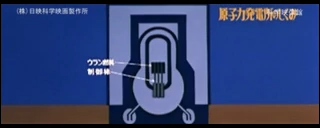 (株)日映科学映画製作所
原子力発電所のしくみ
ウラン燃料
制御棒